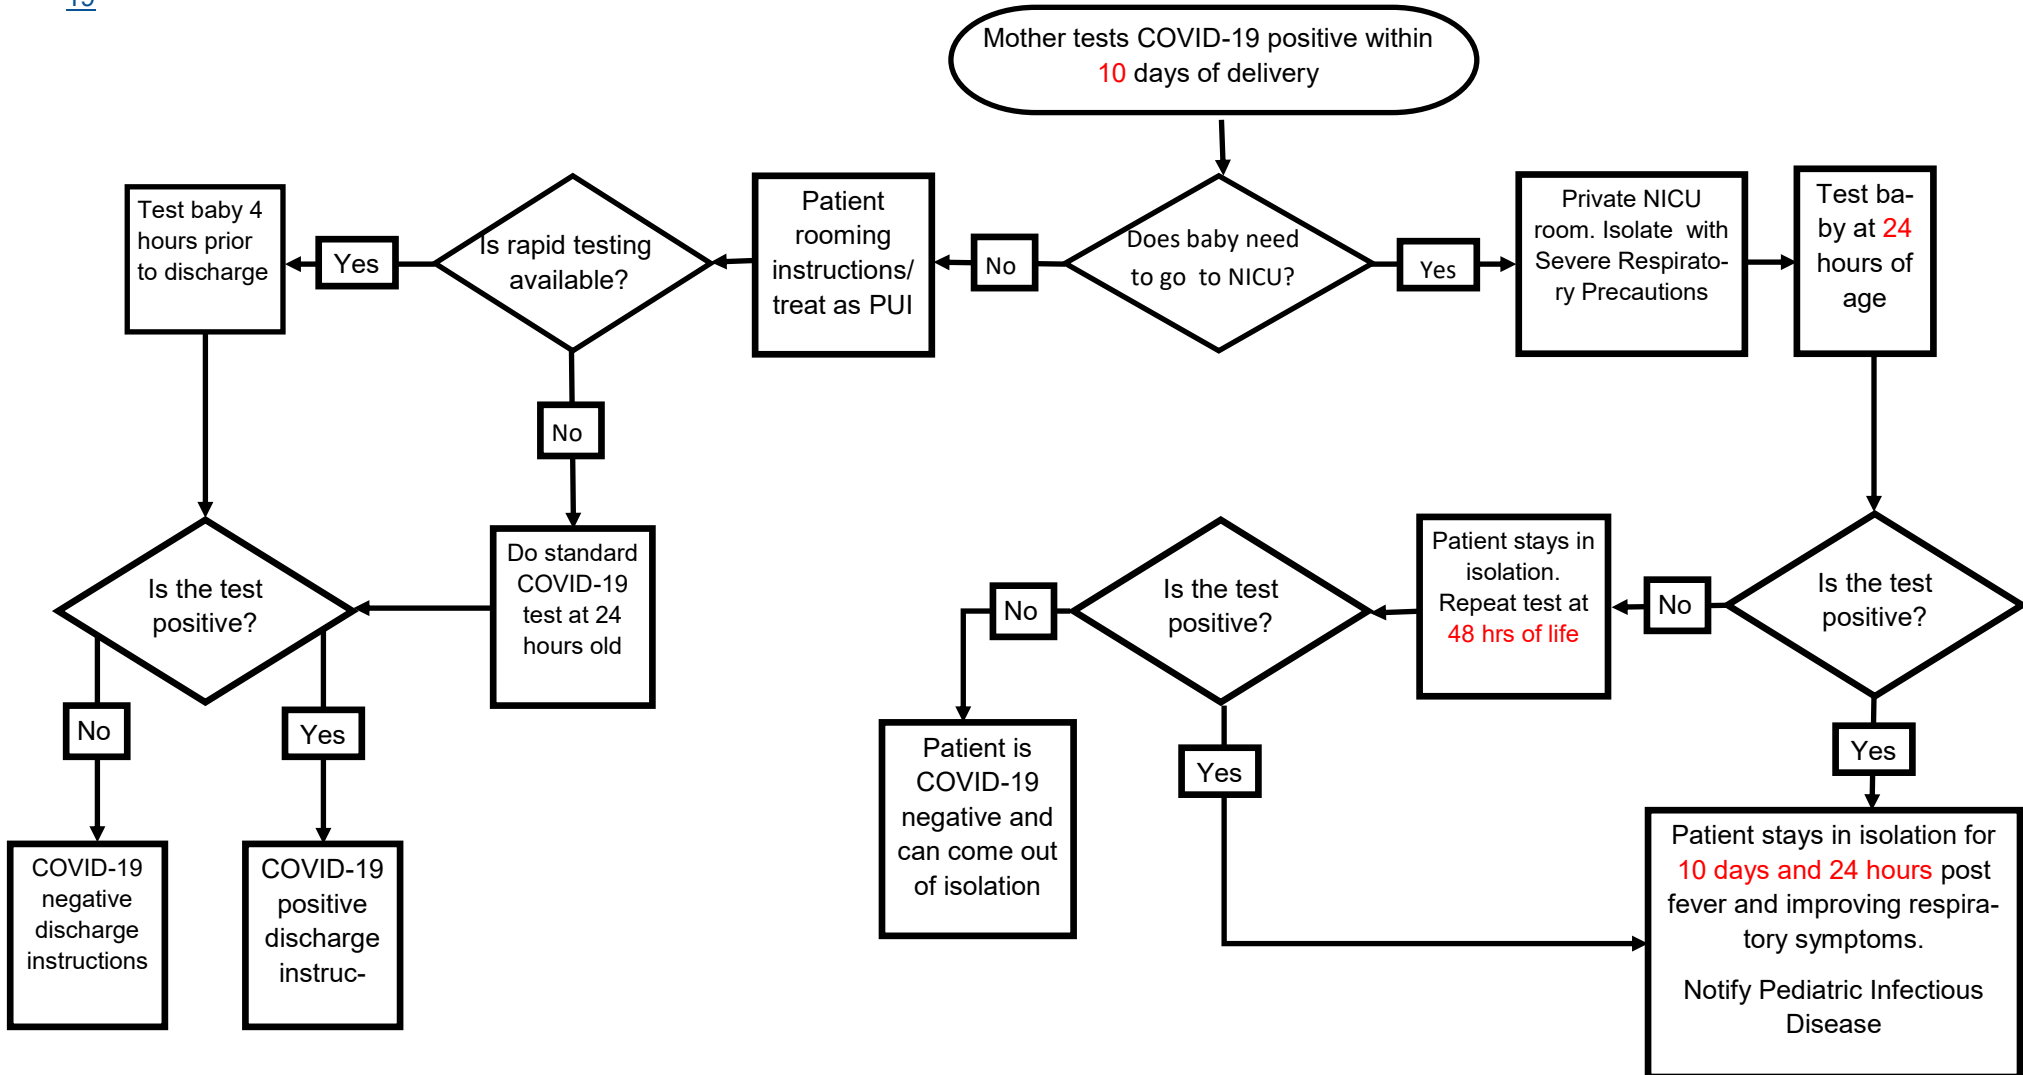 19
Mother tests COVID-19 positive within
10 days of delivery
Does baby need
to go to NICU?
No
Yes
Patient
rooming
instructions/
treat as PUI
Is rapid testing
available?
Yes
Test baby 4
hours prior
to discharge
No
Do standard
COVID-19
test at 24
hours old
Is the test
positive?
No
Yes
COVID-19
negative
discharge
instructions
COVID-19
positive
discharge
instruc-
Private NICU
room. Isolate with
Severe Respirato-
ry Precautions
Test ba-
by at 24
hours of
age
Is the test
positive?
No
Yes
Patient stays in
isolation.
Repeat test at
48 hrs of life
Is the test
positive?
No
Yes
Patient is
COVID-19
negative and
can come out
of isolation
Patient stays in isolation for
10 days and 24 hours post
fever and improving respira-
tory symptoms.
Notify Pediatric Infectious
Disease